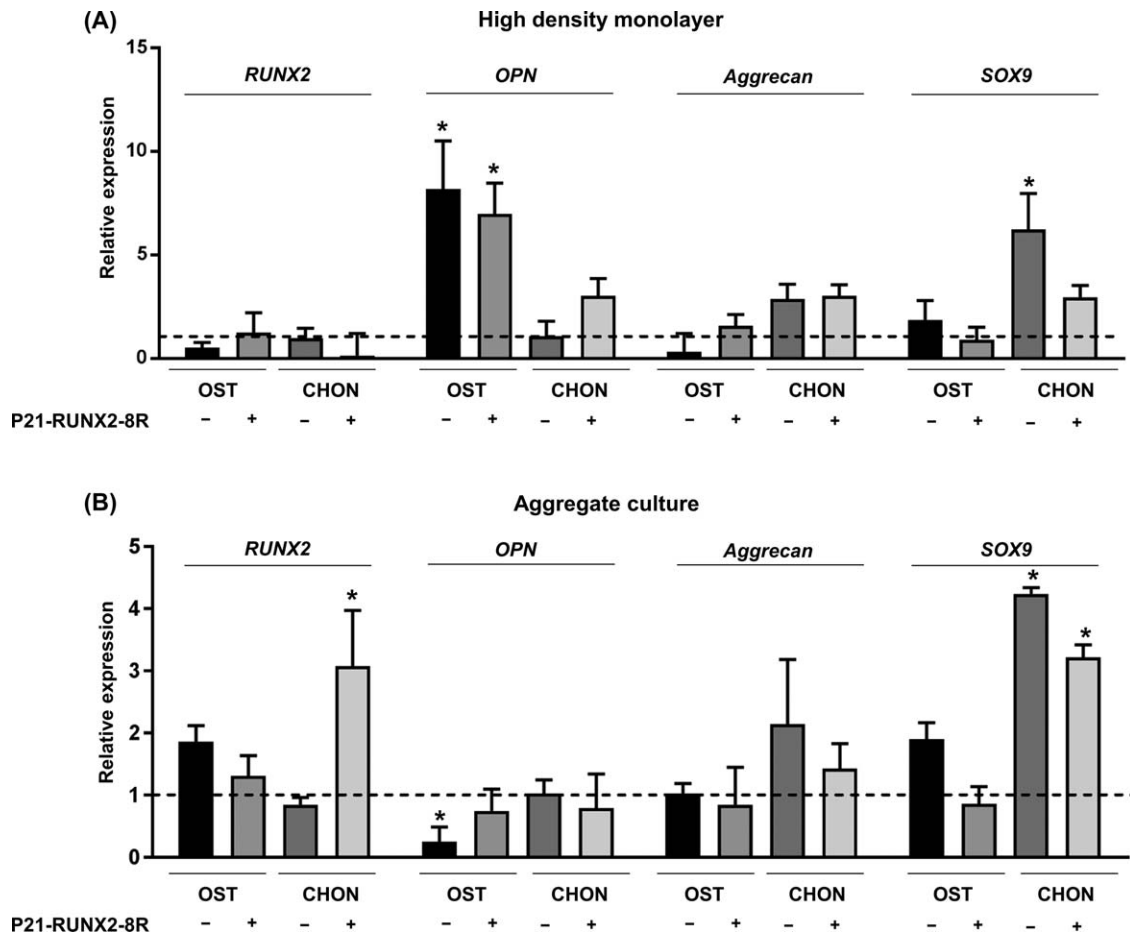 (A)
High density monolayer
RUNX2 OPN Aggrecan SOX9
Relative expression
15
10
5
0
* * *
OST CHON OST CHON OST CHON OST CHON
P21-RUNX2-8R – + – + – + – + – + – + – + – +
(B)
Aggregate culture
RUNX2 OPN Aggrecan SOX9
Relative expression
5
4
3
2
1
0
* * * *
OST CHON OST CHON OST CHON OST CHON
P21-RUNX2-8R – + – + – + – + – + – + – + – +